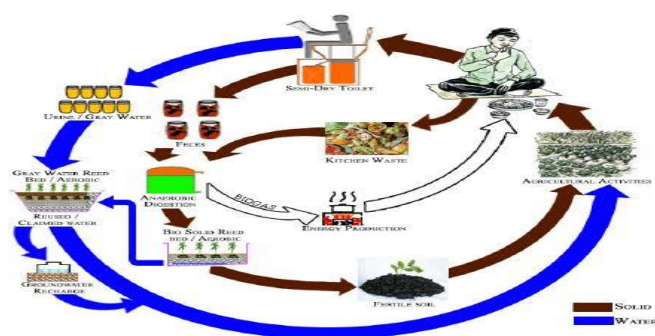 Semi-Dry Toilet
Urine / Gray Water
Feces
Kitchen Waste
Gray Water Reed
Bed / Aerobic
Anaerobic
Digestion
BIOGAS
Energy Production
Agricultural Activities
Reused /
Claimed water
Bio Solid Reed
bed / Aerobic
Groundwater
Recharge
Fertile soil
Solid
Water